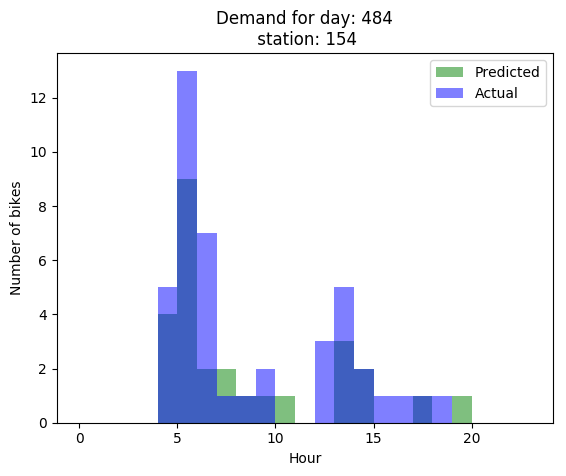 Demand for day: 484
station: 154
Predicted
Actual
Number of bikes
12
10
8
6
4
2
0
0 5 10 15 20
Hour